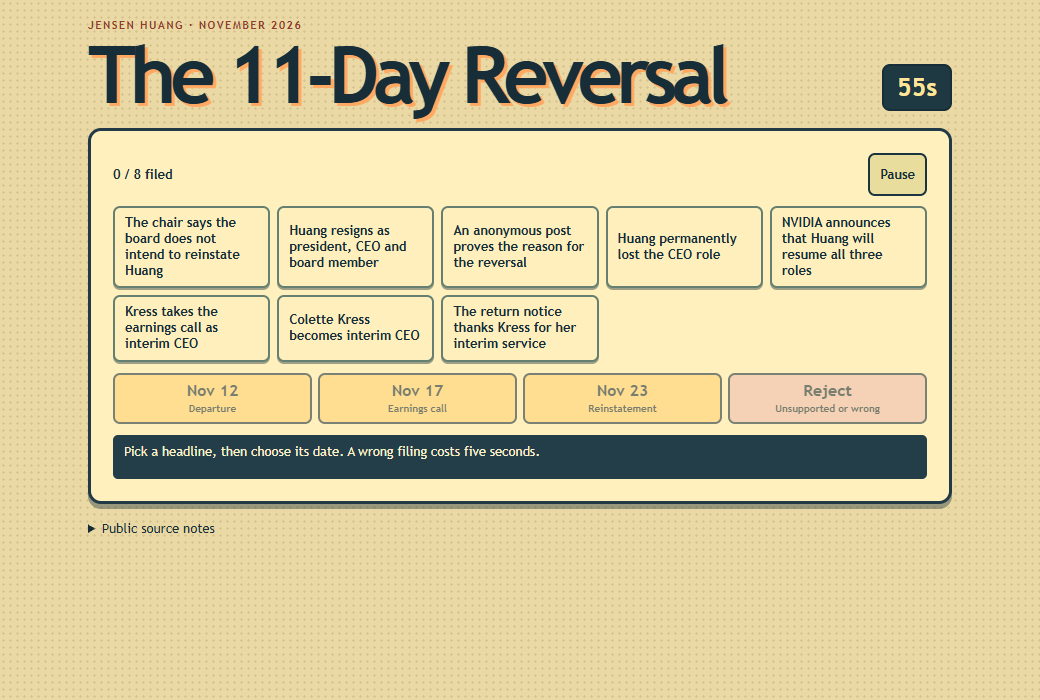 JENSEN HUANG · NOVEMBER 2026
The 11-Day Reversal
55s
0 / 8 filed
Pause
The chair says the
board does not
intend to reinstate
Huang
Huang resigns as
president, CEO and
board member
An anonymous post
proves the reason for
the reversal
Huang permanently
lost the CEO role
NVIDIA announces
that Huang will
resume all three
roles
Kress takes the
earnings call as
interim CEO
Colette Kress
becomes interim CEO
The return notice
thanks Kress for her
interim service
Nov 12
Departure
Nov 17
Earnings call
Nov 23
Reinstatement
Reject
Unsupported or wrong
Pick a headline, then choose its date. A wrong filing costs five seconds.
Public source notes